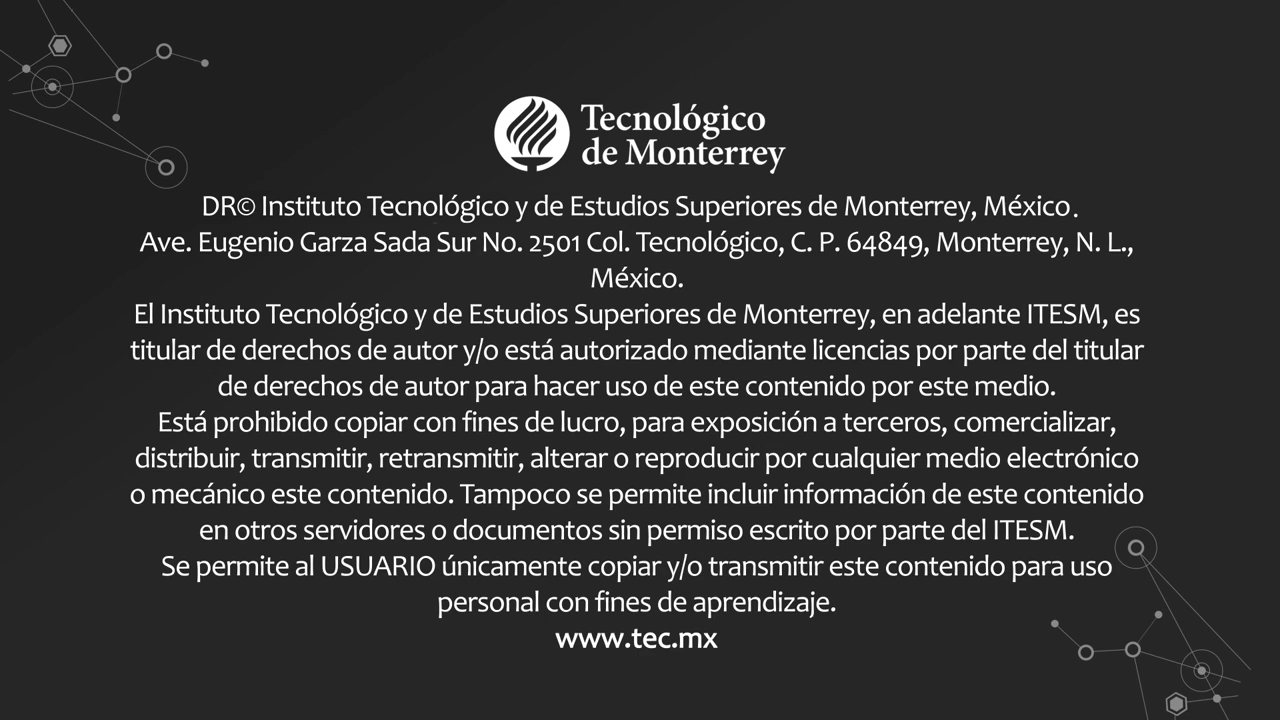 Tecnológico
de Monterrey
DR© Instituto Tecnológico y de Estudios Superiores de Monterrey, México.
Ave. Eugenio Garza Sada Sur No. 2501 Col. Tecnológico, C. P. 64849, Monterrey, N. L.,
México.
El Instituto Tecnológico y de Estudios Superiores de Monterrey, en adelante ITESM, es
titular de derechos de autor y/o está autorizado mediante licencias por parte del titular
de derechos de autor para hacer uso de este contenido por este medio.
Está prohibido copiar con fines de lucro, para exposición a terceros, comercializar,
distribuir, transmitir, retransmitir, alterar o reproducir por cualquier medio electrónico
o mecánico este contenido. Tampoco se permite incluir información de este contenido
en otros servidores o documentos sin permiso escrito por parte del ITESM.
Se permite al USUARIO únicamente copiar y/o transmitir este contenido para uso
personal con fines de aprendizaje.
www.tec.mx